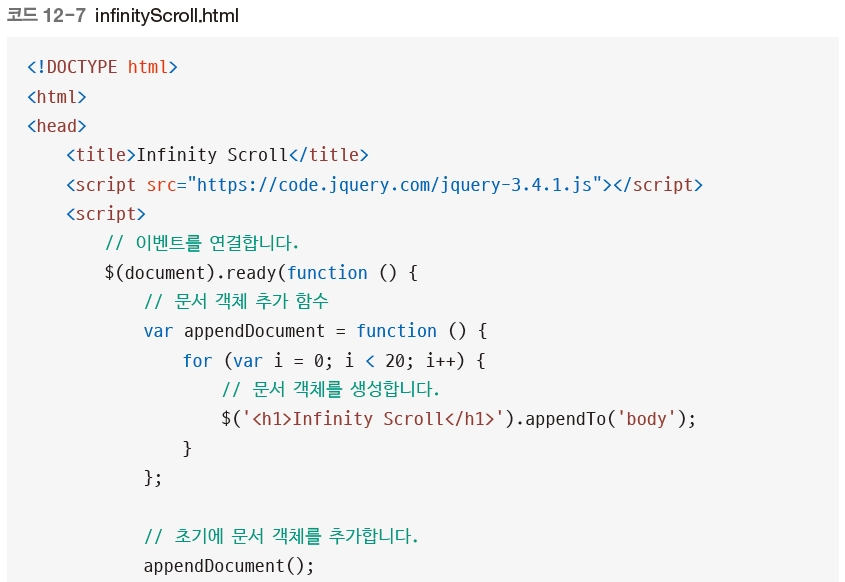 코드 12-7 infinityScroll.html
<!DOCTYPE html>
<html>
<head>
    <title>Infinity Scroll</title>
    <script src="https://code.jquery.com/jquery-3.4.1.js"></script>
    <script>
        // 이벤트를 연결합니다.
        $(document).ready(function () {
            // 문서 객체 추가 함수
            var appendDocument = function () {
                for (var i = 0; i < 20; i++) {
                    // 문서 객체를 생성합니다.
                    $('<h1>Infinity Scroll</h1>').appendTo('body');
                }
            };

            // 초기에 문서 객체를 추가합니다.
            appendDocument();